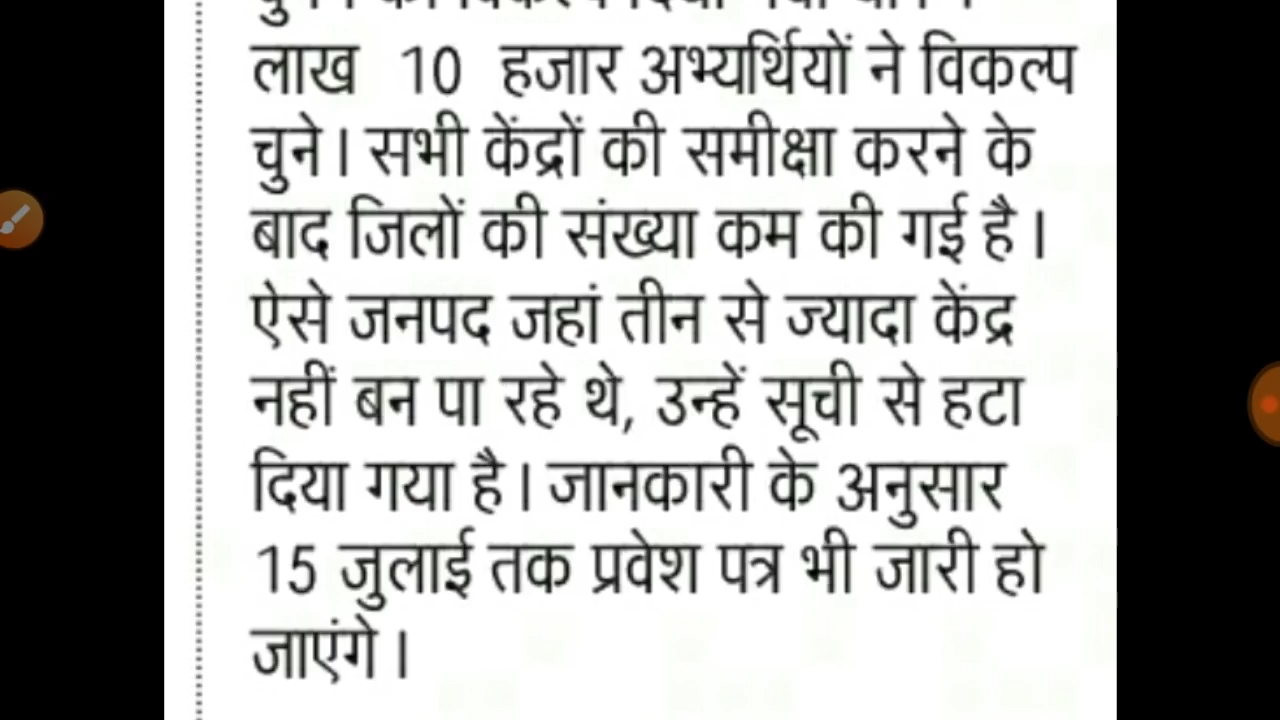 लाख 10 हजार अभ्यर्थियों ने विकल्प
चुने। सभी केंद्रों की समीक्षा करने के
बाद जिलों की संख्या कम की गई है।
ऐसे जनपद जहां तीन से ज्यादा केंद्र
नहीं बन पा रहे थे, उन्हें सूची से हटा
दिया गया है। जानकारी के अनुसार
15 जुलाई तक प्रवेश पत्र भी जारी हो
जाएंगे।